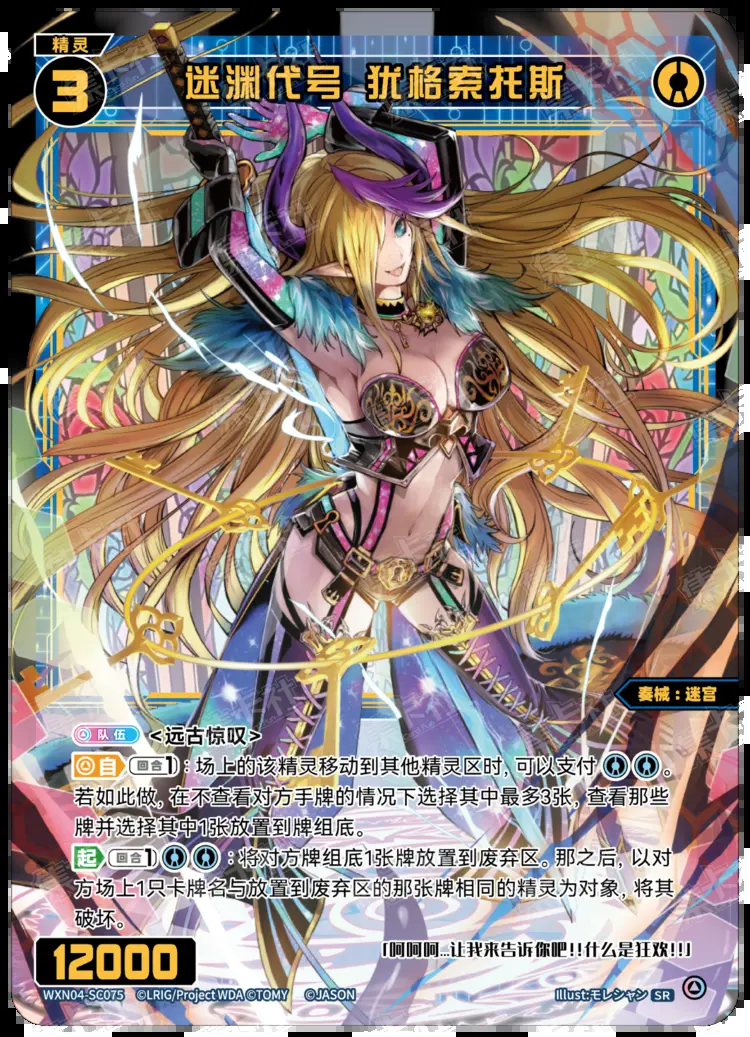 精灵
3
迷渊代号 犹格索托斯
奏械：迷宫
队伍 <远古惊叹>
自 回合1：场上的该精灵移动到其他精灵区时，可以支付。
若如此做，在不查看对方手牌的情况下选择其中最多3张，查看那些
牌并选择其中1张放置到牌组底。
起 回合1：将对方牌组底1张牌放置到废弃区。那之后，以对
方场上1只卡牌名与放置到废弃区的那张牌相同的精灵为对象，将其
破坏。
12000
「呵呵呵…让我来告诉你吧!!什么是狂欢!!」
WXN04-SC075 ©LRIG/Project WDA ©TOMY ©JASON
Illust:モレシャン SR